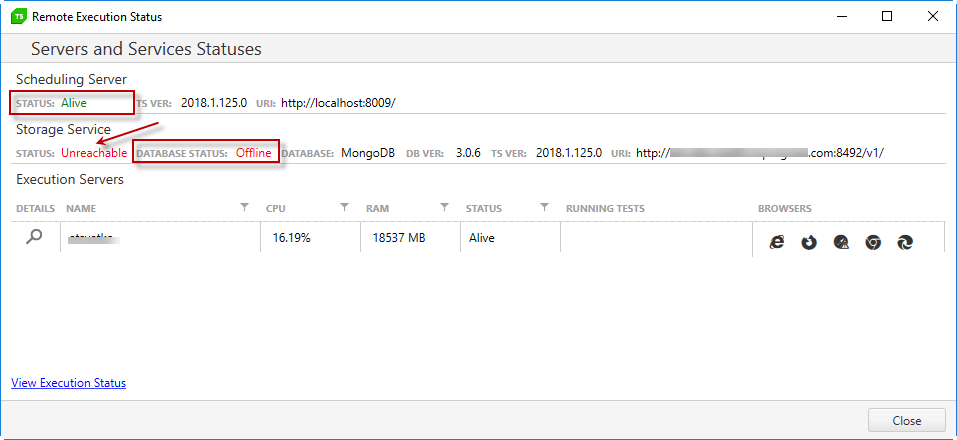 TS Remote Execution Status
Servers and Services Statuses
Scheduling Server
STATUS: Alive TS VER: 2018.1.125.0 URI: http://localhost:8009/
Storage Service
STATUS: Unreachable DATABASE STATUS: Offline DATABASE: MongoDB DB VER: 3.0.6 TS VER: 2018.1.125.0 URI: http:// .com:8492/v1/
Execution Servers
DETAILS NAME CPU RAM STATUS RUNNING TESTS BROWSERS
16.19% 18537 MB Alive
View Execution Status
Close